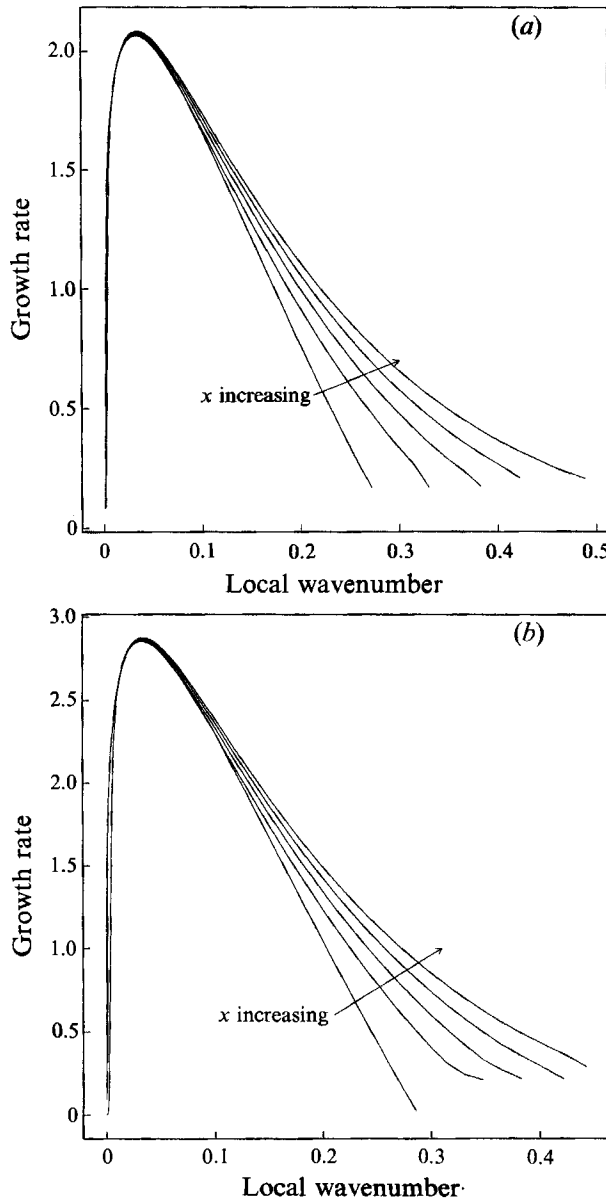 (a)
2.0
1.5
1.0
0.5
0
Growth rate
x increasing
0 0.1 0.2 0.3 0.4 0.5
Local wavenumber
(b)
3.0
2.5
2.0
1.5
1.0
0.5
0
Growth rate
x increasing
0 0.1 0.2 0.3 0.4
Local wavenumber